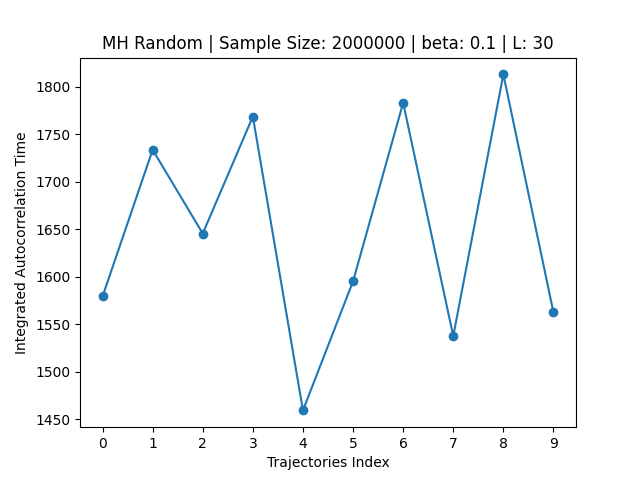 MH Random | Sample Size: 2000000 | beta: 0.1 | L: 30
Integrated Autocorrelation Time
1800
1750
1700
1650
1600
1550
1500
1450
0 1 2 3 4 5 6 7 8 9
Trajectories Index